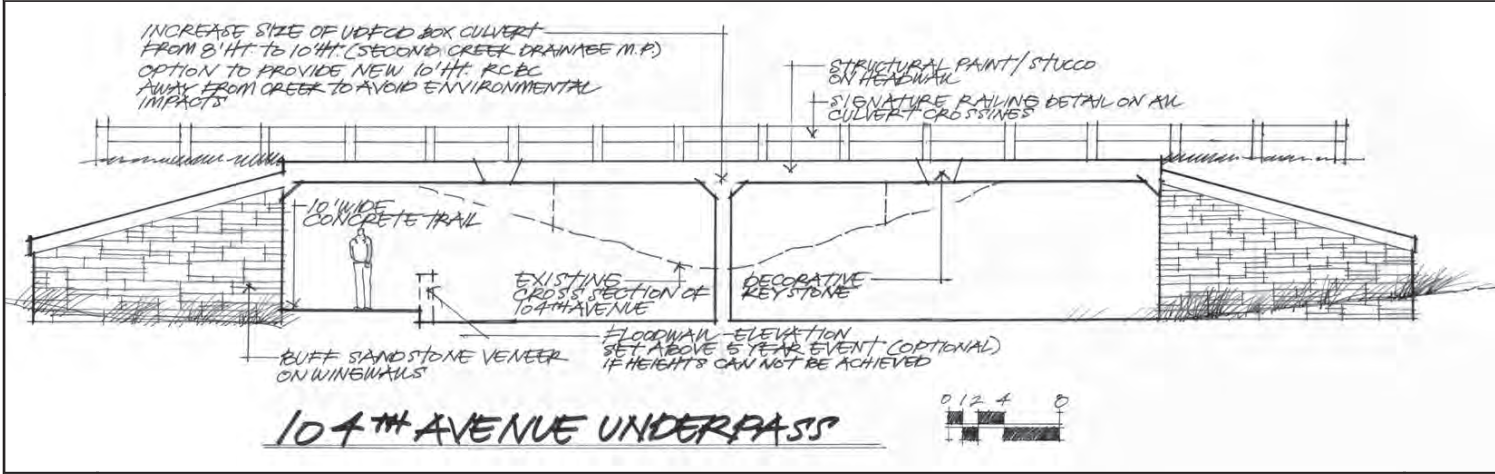 INCREASE SIZE OF UDFCD BOX CULVERT
FROM 8' HT. TO 10' HT. (SECOND CREEK DRAINAGE M.P.)
OPTION TO PROVIDE NEW 10' HT. RCBC
AWAY FROM CREEK TO AVOID ENVIRONMENTAL
IMPACTS
STRUCTURAL PAINT/STUCCO
ON HEADWALL
SIGNATURE RAILING DETAIL ON ALL
CULVERT CROSSINGS
10' WIDE
CONCRETE TRAIL
EXISTING
CROSS SECTION OF
104TH AVENUE
DECORATIVE
KEYSTONE
BUFF SANDSTONE VENEER
ON WINGWALLS
FLOODWALL - ELEVATION
SET ABOVE 5 YEAR EVENT (OPTIONAL)
IF HEIGHTS CAN NOT BE ACHIEVED
104TH AVENUE UNDERPASS
0 1 2 4 8